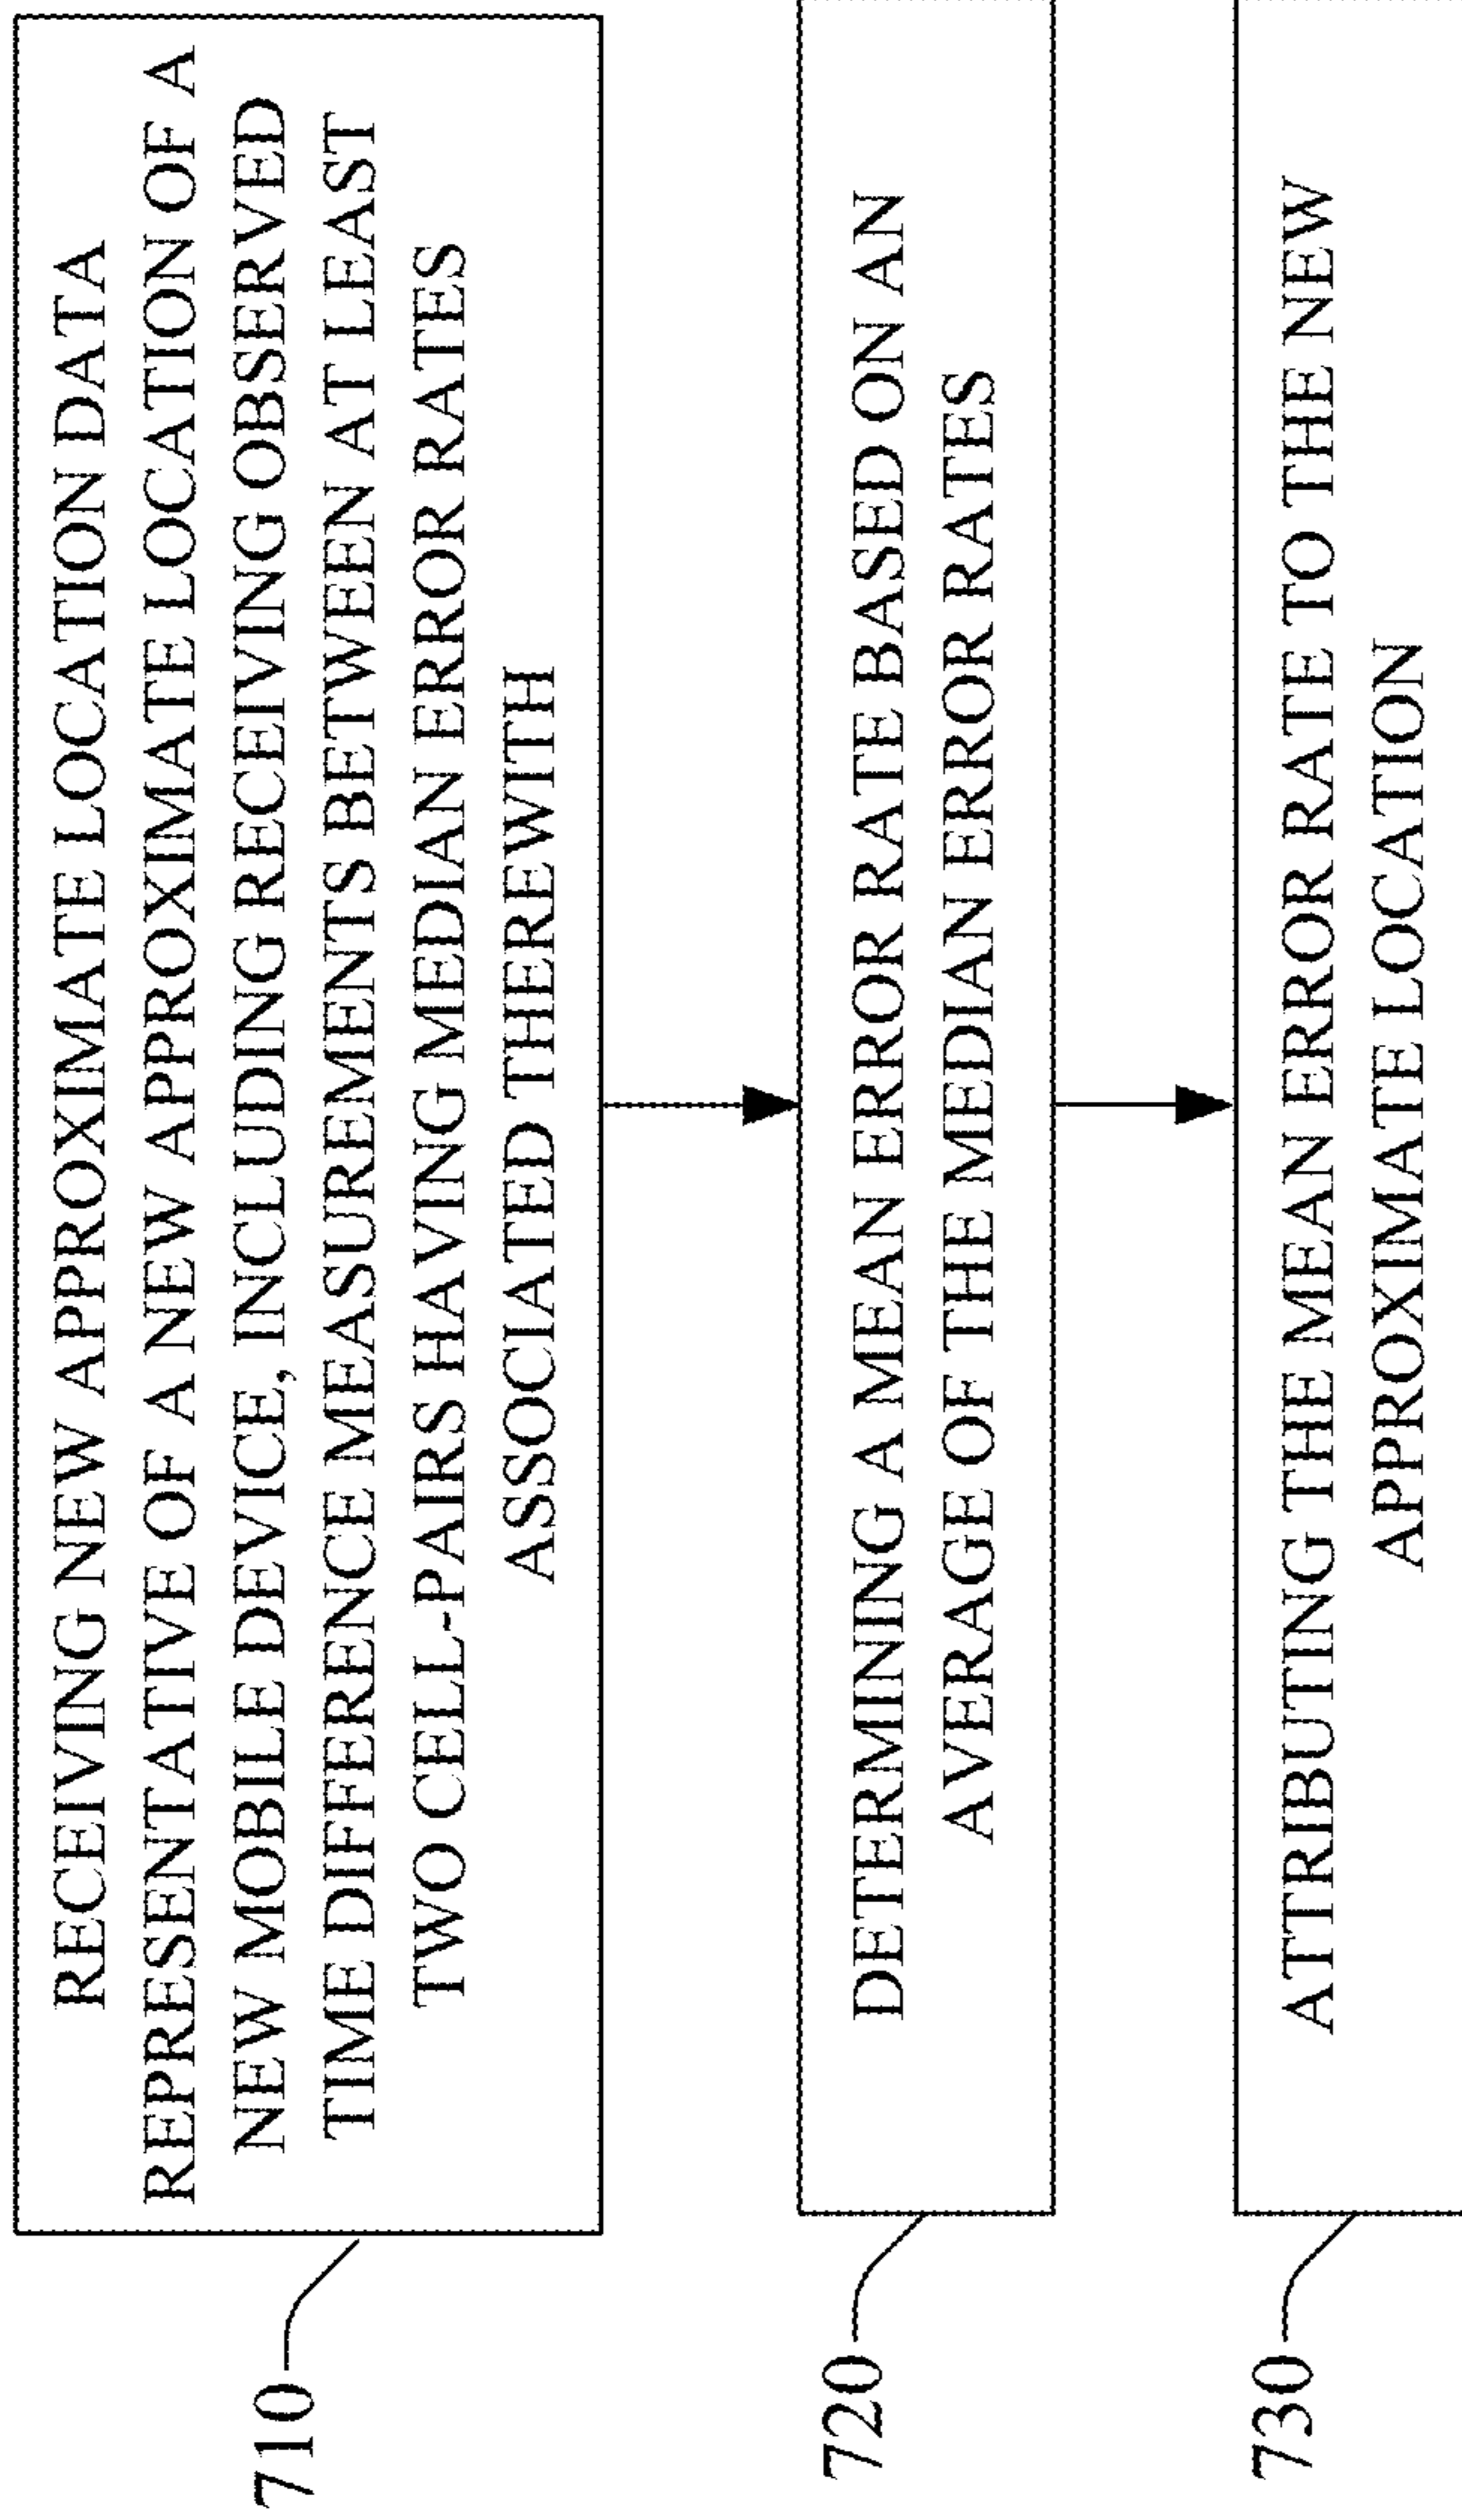 710
RECEIVING NEW APPROXIMATE LOCATION DATA
REPRESENTATIVE OF A NEW APPROXIMATE LOCATION OF A
NEW MOBILE DEVICE, INCLUDING RECEIVING OBSERVED
TIME DIFFERENCE MEASUREMENTS BETWEEN AT LEAST
TWO CELL-PAIRS HAVING MEDIAN ERROR RATES
ASSOCIATED THEREWITH
720
DETERMINING A MEAN ERROR RATE BASED ON AN
AVERAGE OF THE MEDIAN ERROR RATES
730
ATTRIBUTING THE MEAN ERROR RATE TO THE NEW
APPROXIMATE LOCATION